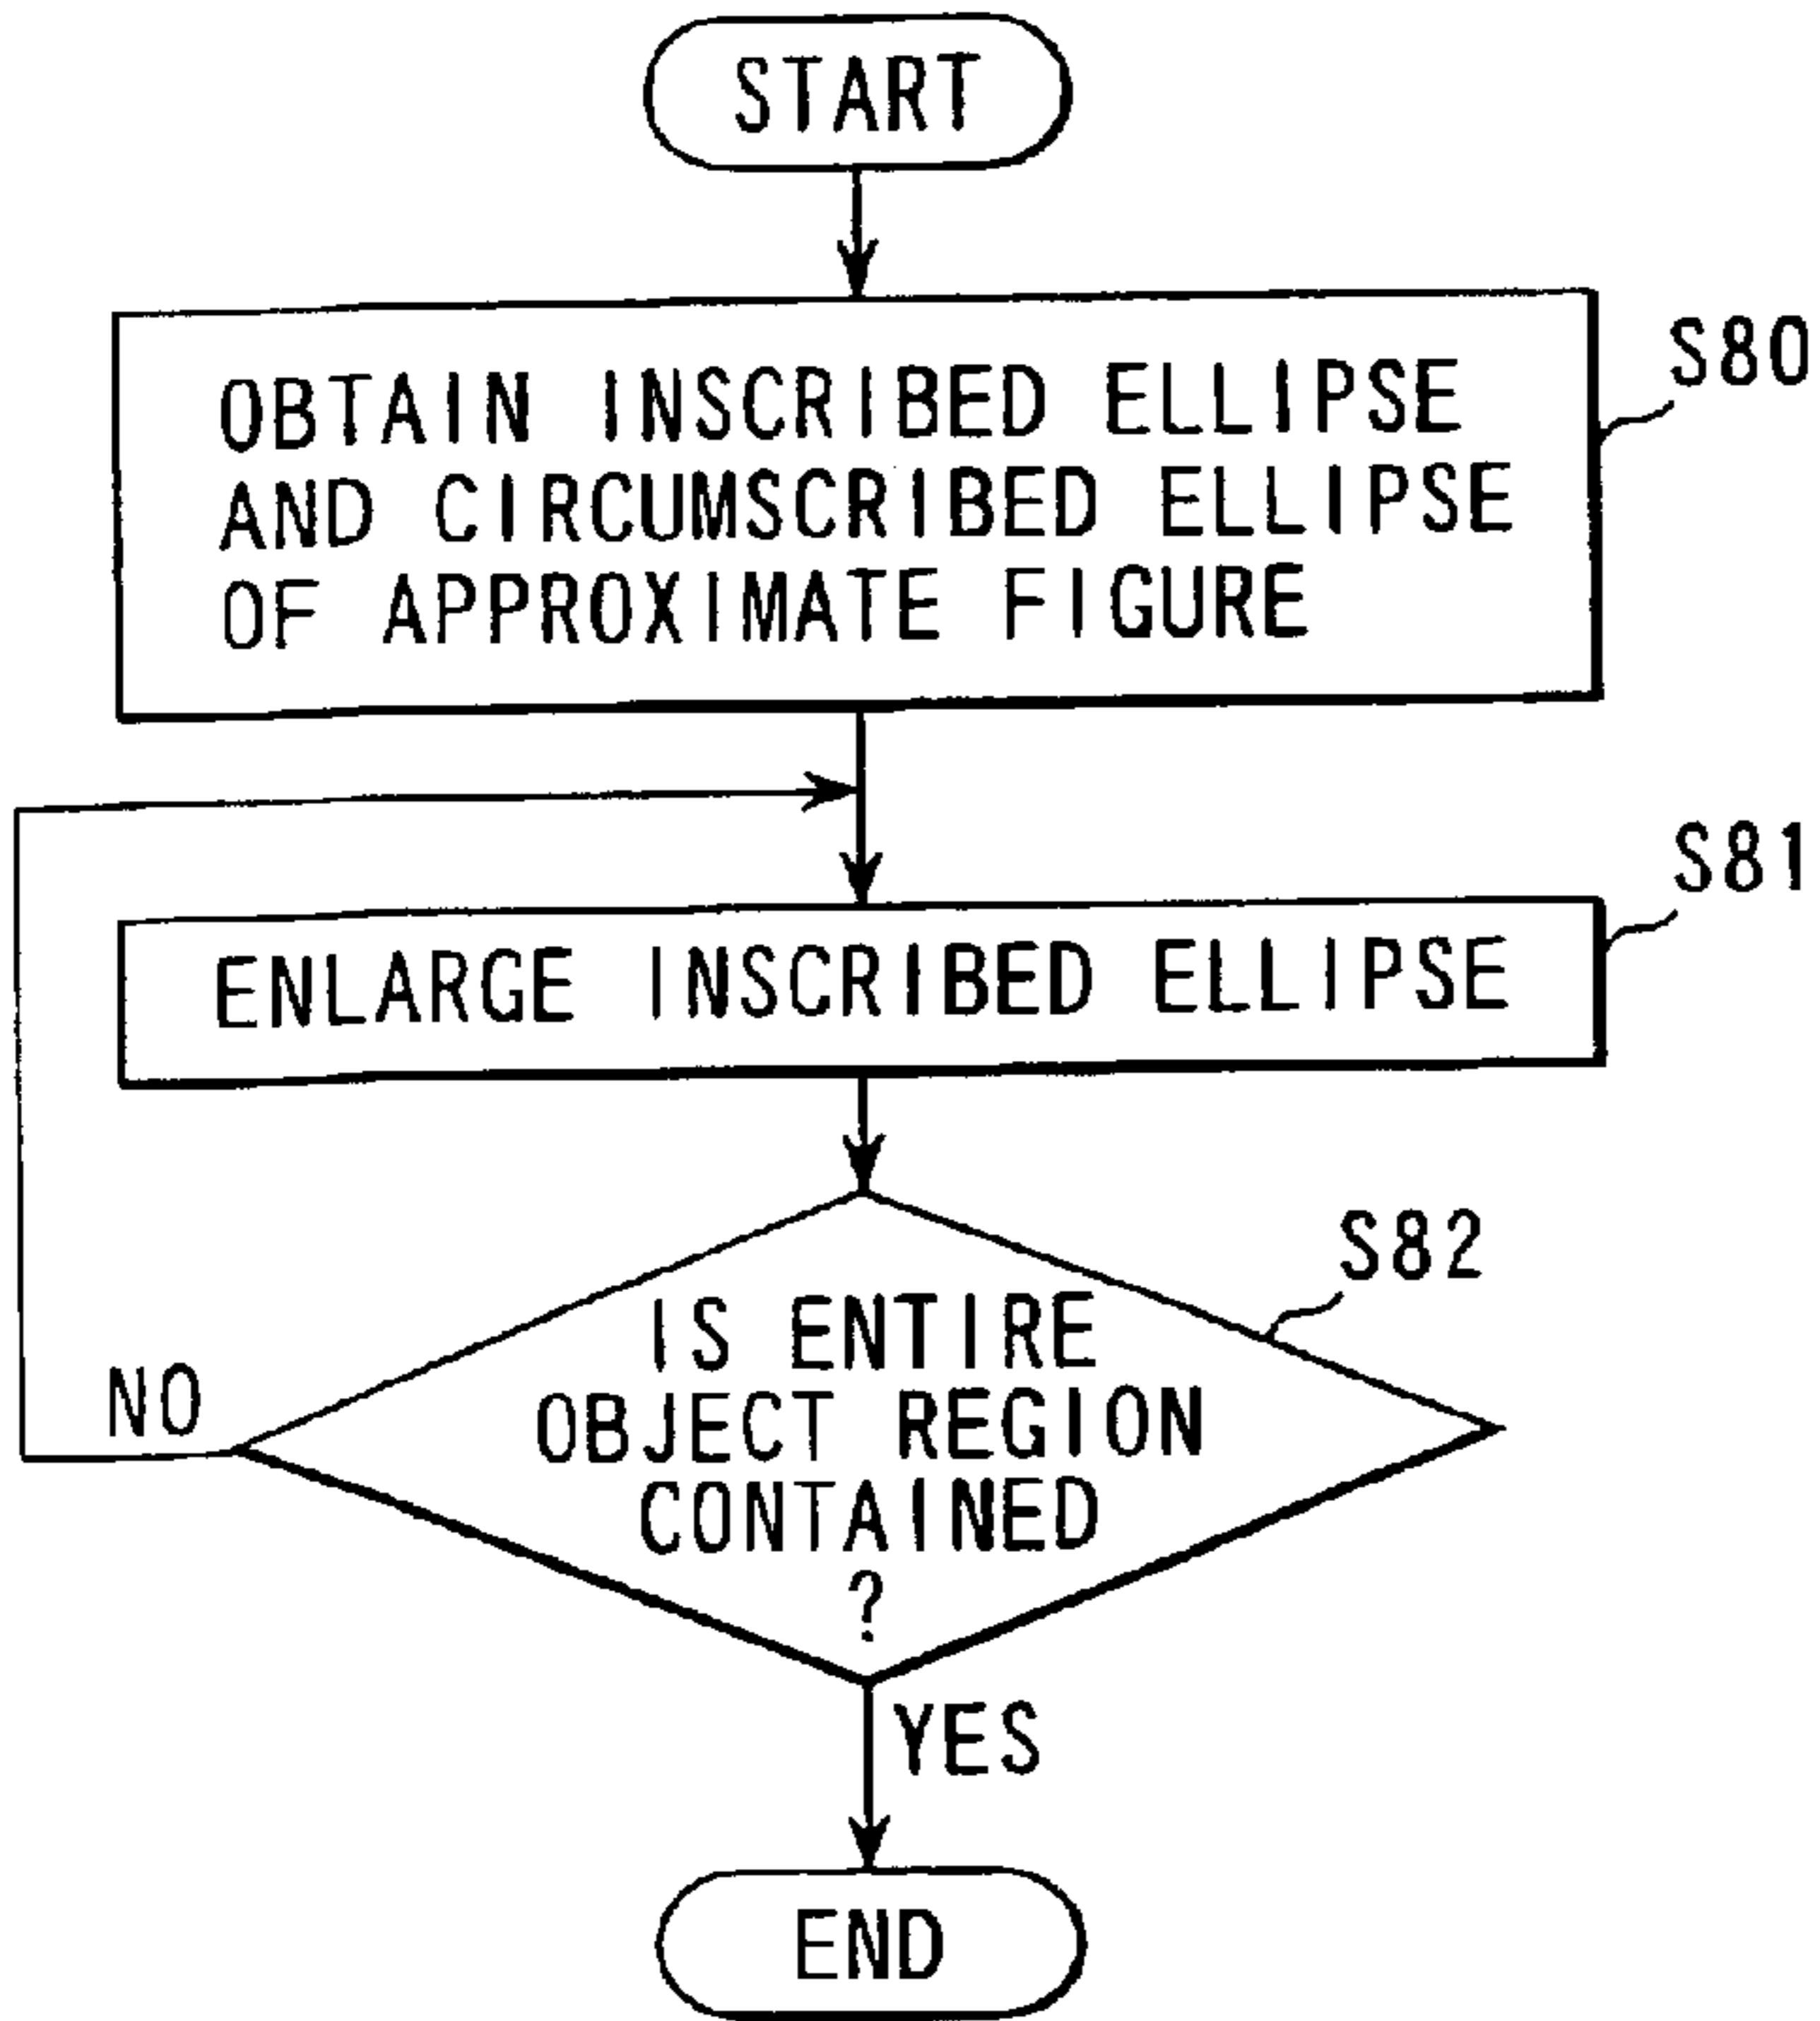 START
S80
OBTAIN INSCRIBED ELLIPSE
AND CIRCUMSCRIBED ELLIPSE
OF APPROXIMATE FIGURE
S81
ENLARGE INSCRIBED ELLIPSE
S82
IS ENTIRE
OBJECT REGION
CONTAINED
?
NO
YES
END